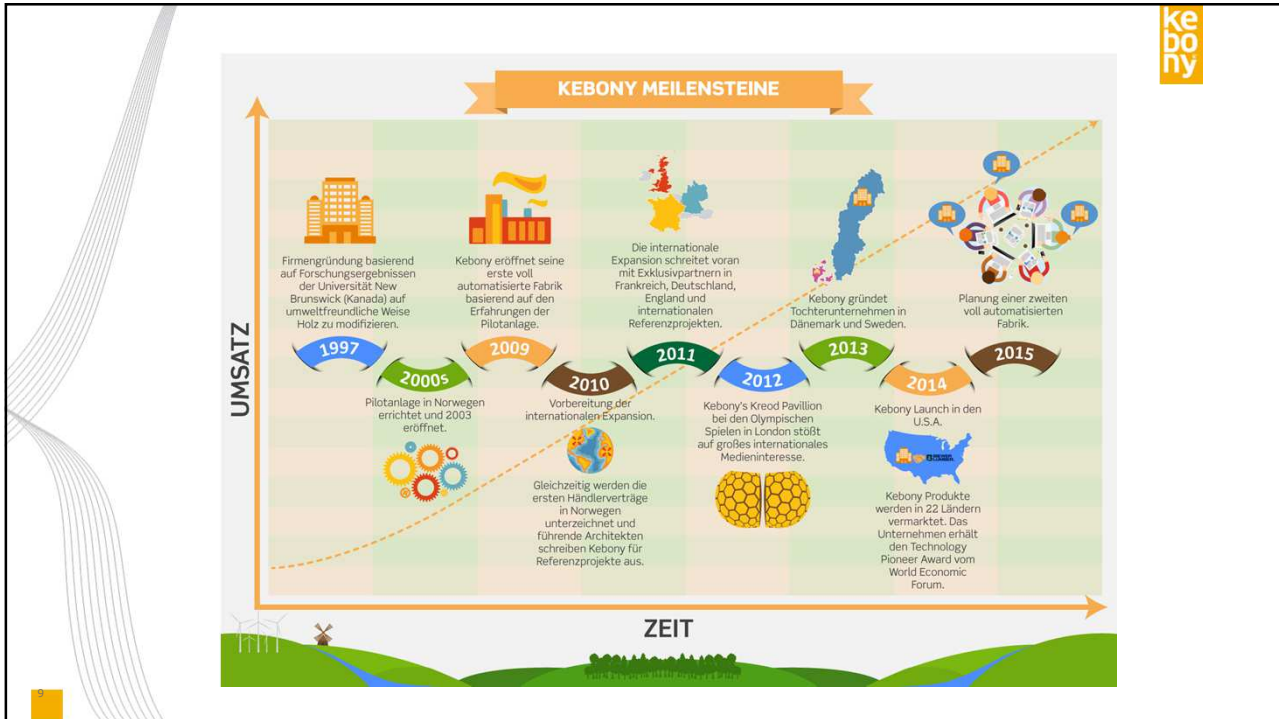 ke
bo
ny
KEBONY MEILENSTEINE
UMSATZ
Firmengründung basierend
auf Forschungsergebnissen
der Universität New
Brunswick (Kanada) auf
umweltfreundliche Weise
Holz zu modifizieren.
1997
2000s
Pilotanlage in Norwegen
errichtet und 2003
eröffnet.
Kebony eröffnet seine
erste voll
automatisierte Fabrik
basierend auf den
Erfahrungen der
Pilotanlage.
2009
2010
Vorbereitung der
internationalen Expansion.
Gleichzeitig werden die
ersten Händlerverträge
in Norwegen
unterzeichnet und
führende Architekten
schreiben Kebony für
Referenzprojekte aus.
Die internationale
Expansion schreitet voran
mit Exklusivpartnern in
Frankreich, Deutschland,
England und
internationalen
Referenzprojekten.
2011
2012
Kebony's Kreod Pavillion
bei den Olympischen
Spielen in London stößt
auf großes internationales
Medieninteresse.
Kebony gründet
Tochterunternehmen in
Dänemark und Sweden.
2013
2014
Kebony Launch in den
U.S.A.
Kebony Produkte
werden in 22 Ländern
vermarktet. Das
Unternehmen erhält
den Technology
Pioneer Award vom
World Economic
Forum.
Planung einer zweiten
voll automatisierten
Fabrik.
2015
ZEIT
9